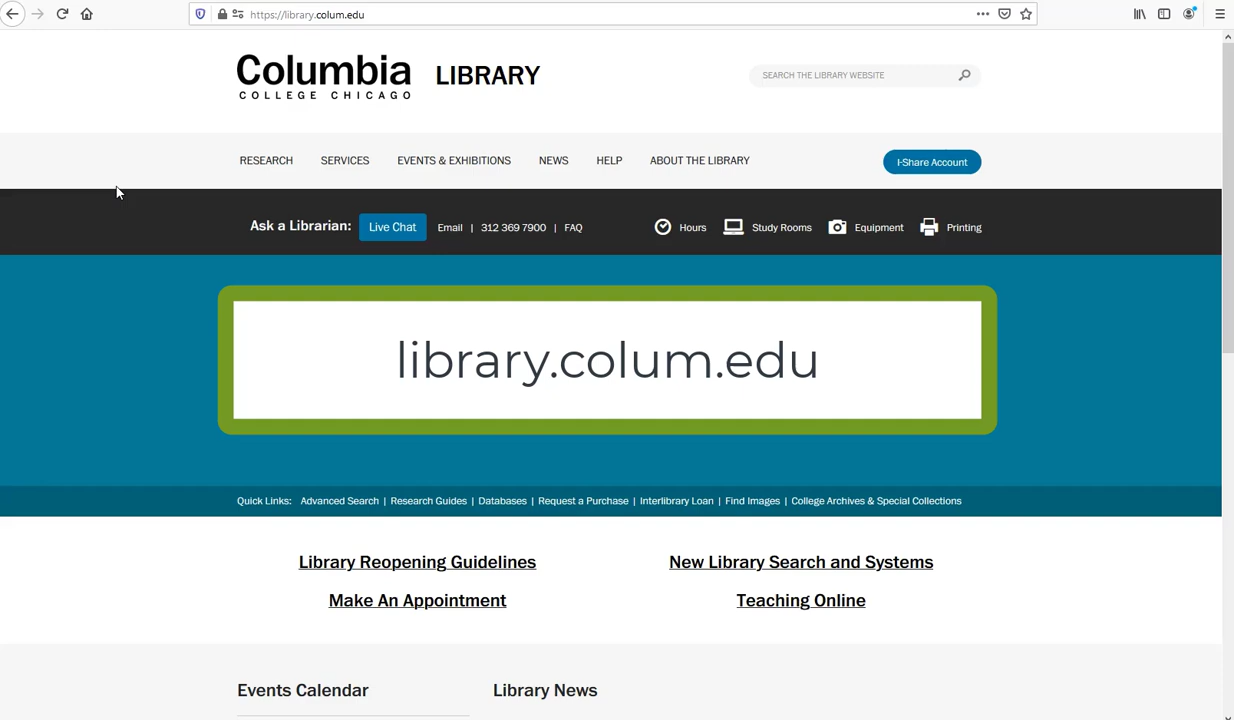 https://library.colum.edu
Columbia
COLLEGE CHICAGO
LIBRARY
SEARCH THE LIBRARY WEBSITE
RESEARCH SERVICES EVENTS & EXHIBITIONS NEWS HELP ABOUT THE LIBRARY I-Share Account
Ask a Librarian: Live Chat Email | 312 369 7900 | FAQ Hours Study Rooms Equipment Printing
library.colum.edu
Quick Links: Advanced Search | Research Guides | Databases | Request a Purchase | Interlibrary Loan | Find Images | College Archives & Special Collections
Library Reopening Guidelines New Library Search and Systems
Make An Appointment Teaching Online
Events Calendar Library News